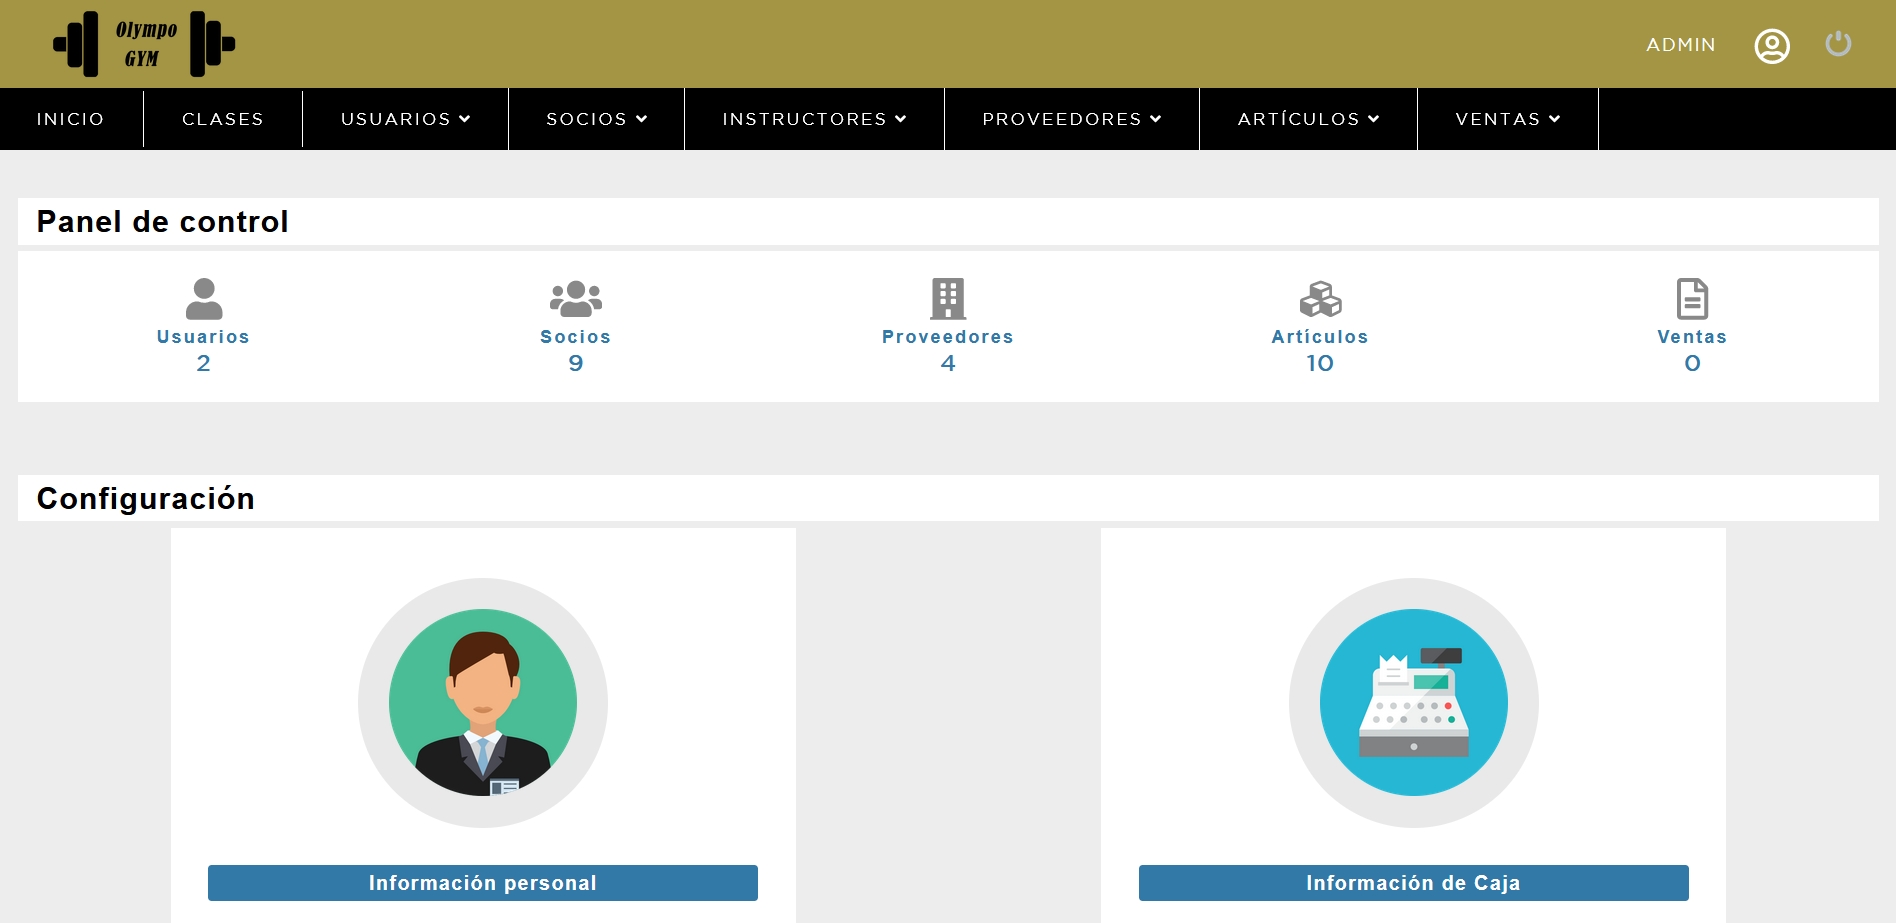 Olympo
GYM
ADMIN
INICIO
CLASES
USUARIOS
SOCIOS
INSTRUCTORES
PROVEEDORES
ARTÍCULOS
VENTAS
Panel de control
Usuarios
2
Socios
9
Proveedores
4
Artículos
10
Ventas
0
Configuración
Información personal
Información de Caja